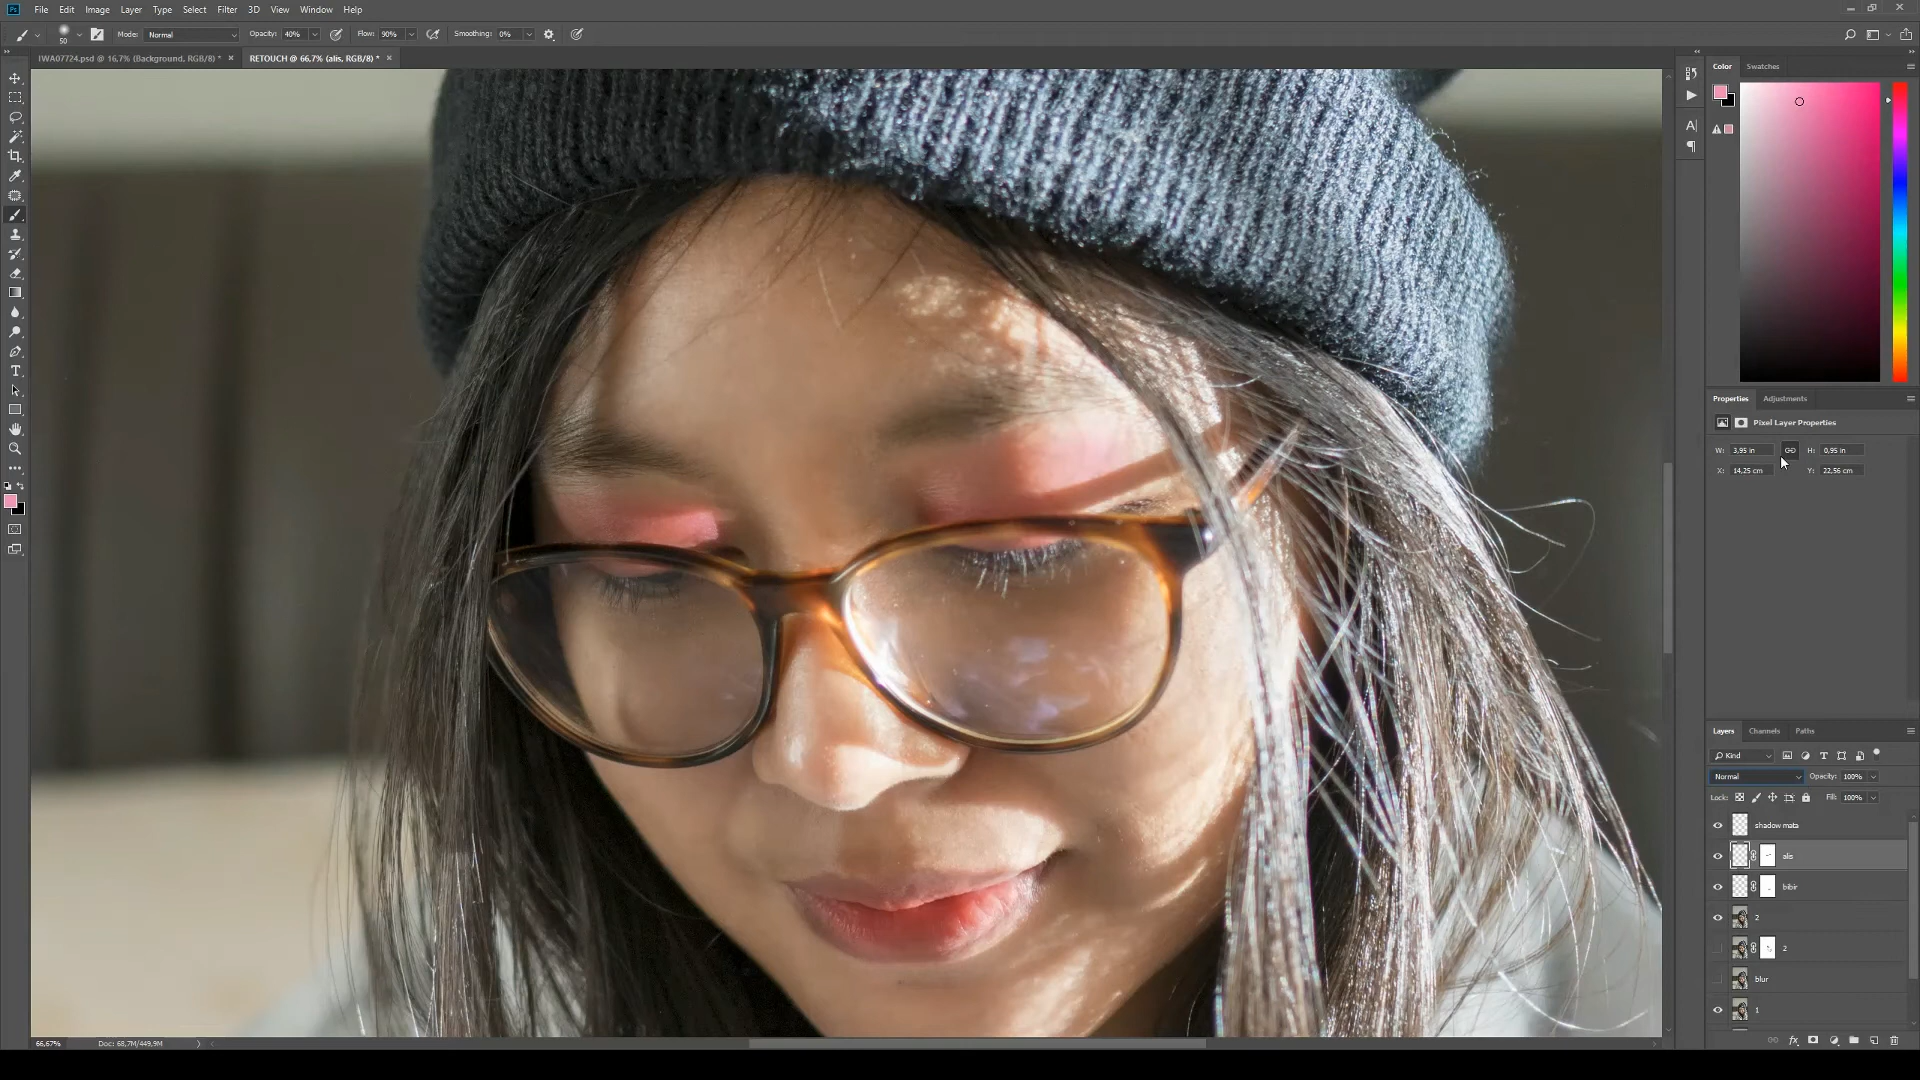 Ps File Edit Image Layer Type Select Filter 3D View Window Help
50 Mode: Normal Opacity: 40% Flow: 90% Smoothing: 0%
IWA07724.psd @ 16,7% (Background, RGB/8) * × RETOUCH @ 66,7% (alis, RGB/8) * ×
Color Swatches
Properties Adjustments
Pixel Layer Properties
W: 3,95 in H: 0,95 in
X: 14,25 cm Y: 22,56 cm
Layers Channels Paths
Kind
Normal Opacity: 100%
Lock: Fill: 100%
shadow mata
alis
bibir
2
2
blur
1
66,67% Doc: 68,7M/449,9M